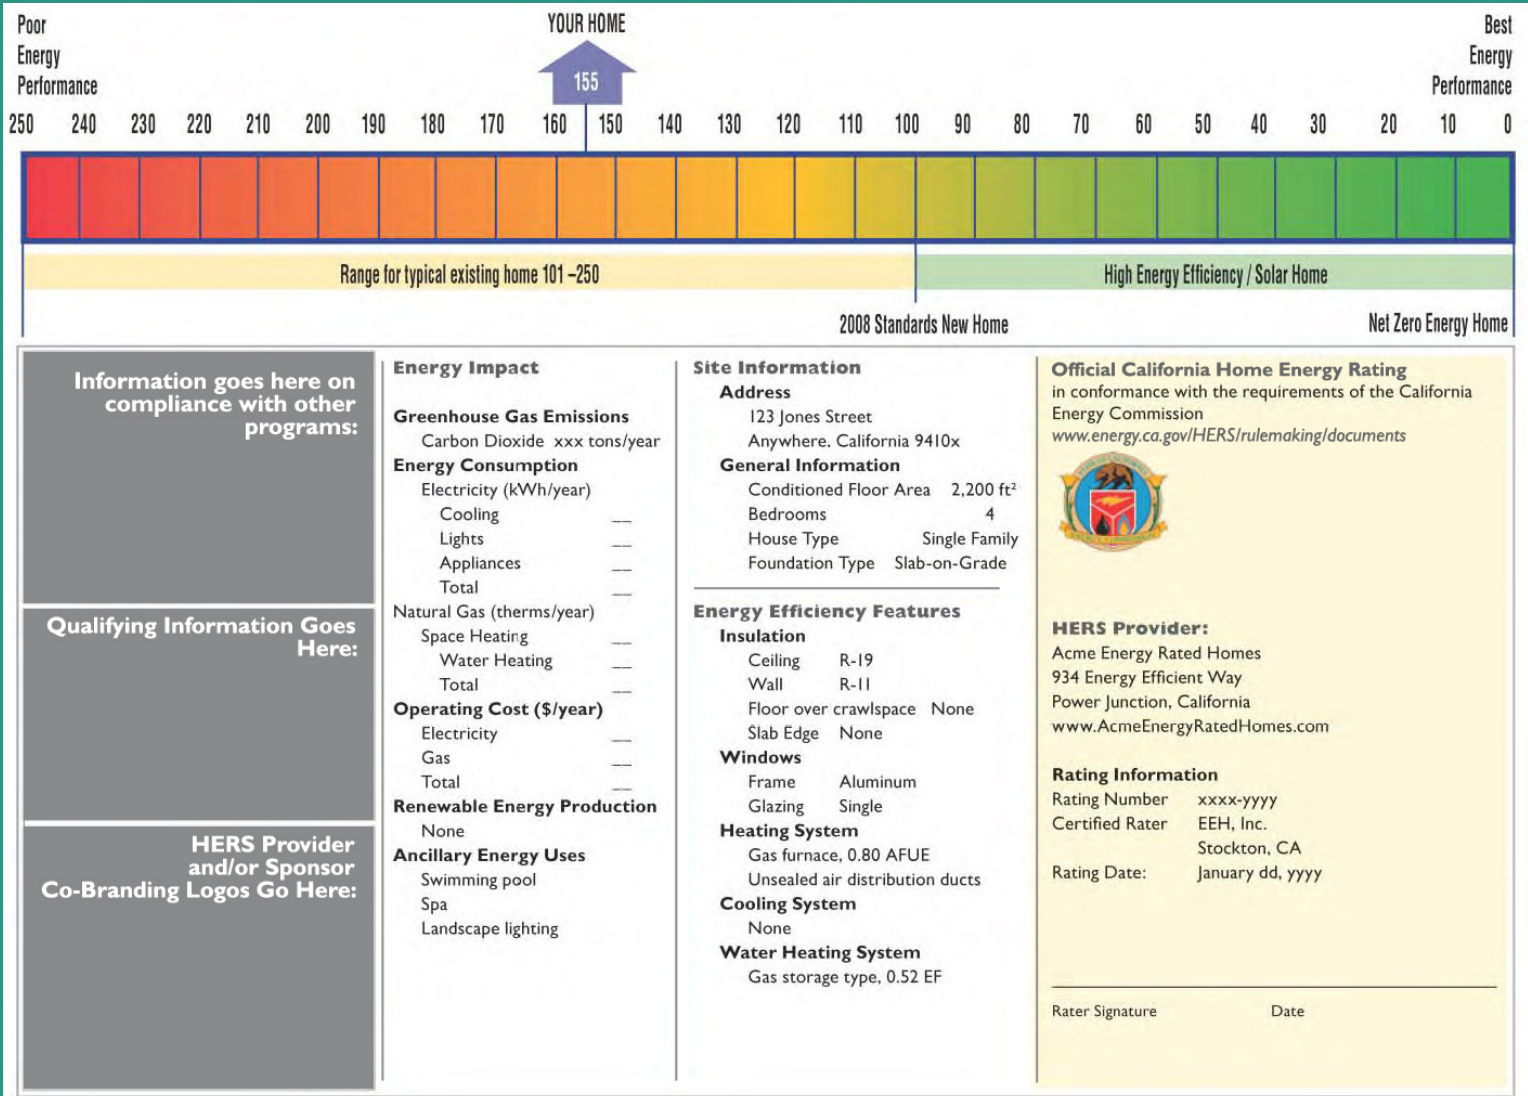 Poor
Energy
Performance
YOUR HOME
155
Best
Energy
Performance
250 240 230 220 210 200 190 180 170 160 150 140 130 120 110 100 90 80 70 60 50 40 30 20 10 0
Range for typical existing home 101 –250
High Energy Efficiency / Solar Home
2008 Standards New Home
Net Zero Energy Home
Information goes here on
compliance with other
programs:
Qualifying Information Goes
Here:
HERS Provider
and/or Sponsor
Co-Branding Logos Go Here:
Energy Impact
Greenhouse Gas Emissions
Carbon Dioxide xxx tons/year
Energy Consumption
Electricity (kWh/year)
Cooling __
Lights __
Appliances __
Total __
Natural Gas (therms/year)
Space Heating __
Water Heating __
Total __
Operating Cost ($/year)
Electricity __
Gas __
Total __
Renewable Energy Production
None
Ancillary Energy Uses
Swimming pool
Spa
Landscape lighting
Site Information
Address
123 Jones Street
Anywhere. California 9410x
General Information
Conditioned Floor Area 2,200 ft²
Bedrooms 4
House Type Single Family
Foundation Type Slab-on-Grade
Energy Efficiency Features
Insulation
Ceiling R-19
Wall R-11
Floor over crawlspace None
Slab Edge None
Windows
Frame Aluminum
Glazing Single
Heating System
Gas furnace, 0.80 AFUE
Unsealed air distribution ducts
Cooling System
None
Water Heating System
Gas storage type, 0.52 EF
Official California Home Energy Rating
in conformance with the requirements of the California
Energy Commission
www.energy.ca.gov/HERS/rulemaking/documents
HERS Provider:
Acme Energy Rated Homes
934 Energy Efficient Way
Power Junction, California
www.AcmeEnergyRatedHomes.com
Rating Information
Rating Number xxxx-yyyy
Certified Rater EEH, Inc.
Stockton, CA
Rating Date: January dd, yyyy
Rater Signature Date